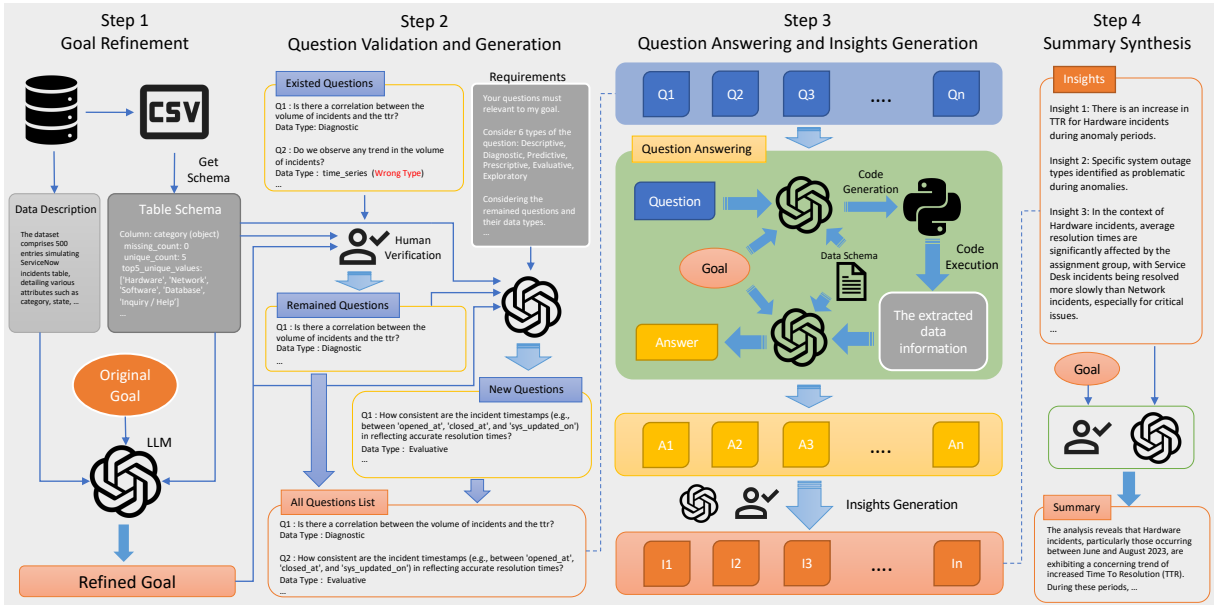 Step 1
Goal Refinement
CSV
Get
Schema
Data Description
The dataset
comprises 500
entries simulating
ServiceNow
incidents table,
detailing various
attributes such as
category, state, ...
Table Schema
Column: category (object)
missing_count: 0
unique_count: 5
top5_unique_values:
['Hardware', 'Network',
'Software', 'Database',
'Inquiry / Help']
...
Original
Goal
LLM
Refined Goal
Step 2
Question Validation and Generation
Existed Questions
Q1 : Is there a correlation between the
volume of incidents and the ttr?
Data Type: Diagnostic
Q2 : Do we observe any trend in the volume
of incidents?
Data Type : time_series (Wrong Type)
...
Requirements
Your questions must
relevant to my goal.
Consider 6 types of the
question: Descriptive,
Diagnostic, Predictive,
Prescriptive, Evaluative,
Exploratory
Considering the
remained questions and
their data types.
...
Human
Verification
Remained Questions
Q1 : Is there a correlation between the
volume of incidents and the ttr?
Data Type : Diagnostic
...
New Questions
Q1 : How consistent are the incident timestamps (e.g.,
between 'opened_at', 'closed_at', and 'sys_updated_on')
in reflecting accurate resolution times?
Data Type : Evaluative
...
All Questions List
Q1 : Is there a correlation between the volume of incidents and the ttr?
Data Type : Diagnostic
Q2 : How consistent are the incident timestamps (e.g., between 'opened_at',
'closed_at', and 'sys_updated_on') in reflecting accurate resolution times?
Data Type : Evaluative
...
Step 3
Question Answering and Insights Generation
Q1 Q2 Q3 .... Qn
Question Answering
Question
Code
Generation
Goal
Data Schema
Code
Execution
Answer
The extracted
data
information
A1 A2 A3 .... An
Insights Generation
I1 I2 I3 .... In
Step 4
Summary Synthesis
Insights
Insight 1: There is an increase in
TTR for Hardware incidents
during anomaly periods.
Insight 2: Specific system outage
types identified as problematic
during anomalies.
Insight 3: In the context of
Hardware incidents, average
resolution times are
significantly affected by the
assignment group, with Service
Desk incidents being resolved
more slowly than Network
incidents, especially for critical
issues.
...
Goal
Summary
The analysis reveals that Hardware
incidents, particularly those occurring
between June and August 2023, are
exhibiting a concerning trend of
increased Time To Resolution (TTR).
During these periods, ...